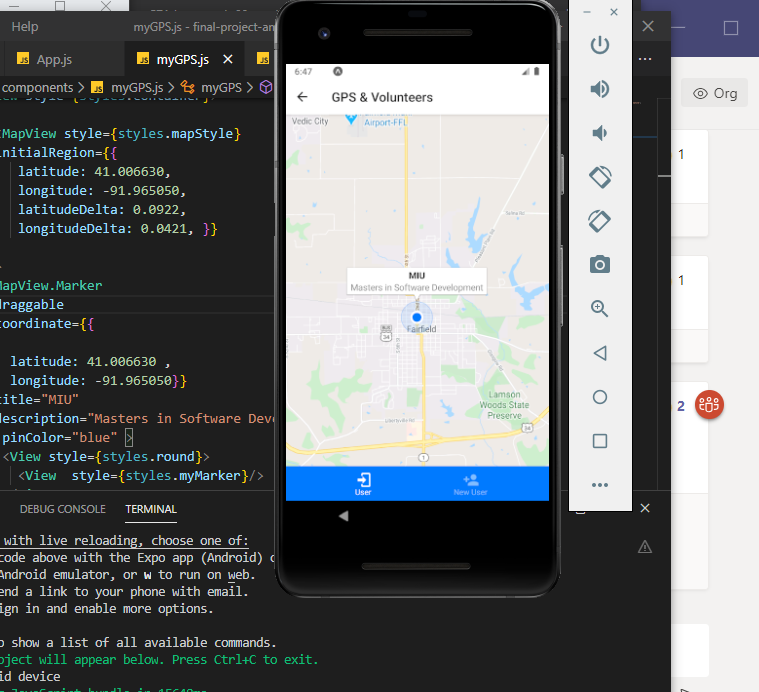 Help
myGPS.js - final-project-an
App.js
myGPS.js
components > myGPS.js > myGPS >
MapView style={styles.mapStyle}
initialRegion={{
latitude: 41.006630,
longitude: -91.965050,
latitudeDelta: 0.0922,
longitudeDelta: 0.0421, }}
MapView.Marker
draggable
coordinate={{
latitude: 41.006630 ,
longitude: -91.965050}}
title="MIU"
description="Masters in Software Dev
pinColor="blue" >
<View style={styles.round}>
<View style={styles.myMarker}/>
DEBUG CONSOLE TERMINAL
with live reloading, choose one of:
code above with the Expo app (Android) o
Android emulator, or w to run on web.
end a link to your phone with email.
ign in and enable more options.
o show a list of all available commands.
oject will appear below. Press Ctrl+C to exit.
id device
6:47
GPS & Volunteers
Vedic City
Airport-FFL
MIU
Masters in Software Development
Fairfield
34
Lamson
Woods State
Preserve
34
1
User
New User
Org
1
1
2